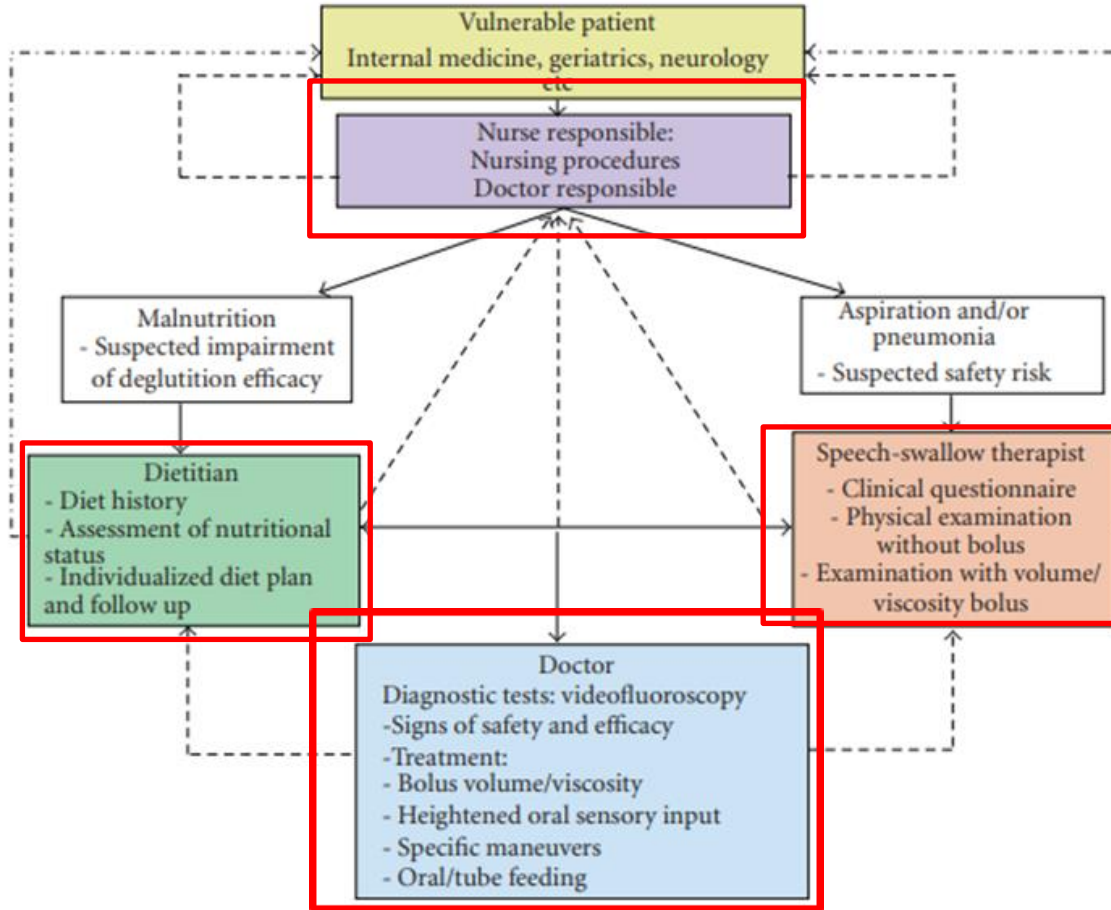 Vulnerable patient
Internal medicine, geriatrics, neurology
etc
Nurse responsible:
Nursing procedures
Doctor responsible
Malnutrition
- Suspected impairment
of deglutition efficacy
Aspiration and/or
pneumonia
- Suspected safety risk
Dietitian
- Diet history
- Assessment of nutritional
status
- Individualized diet plan
and follow up
Speech-swallow therapist
- Clinical questionnaire
- Physical examination
without bolus
- Examination with volume/
viscosity bolus
Doctor
Diagnostic tests: videofluoroscopy
-Signs of safety and efficacy
-Treatment:
- Bolus volume/viscosity
- Heightened oral sensory input
- Specific maneuvers
- Oral/tube feeding